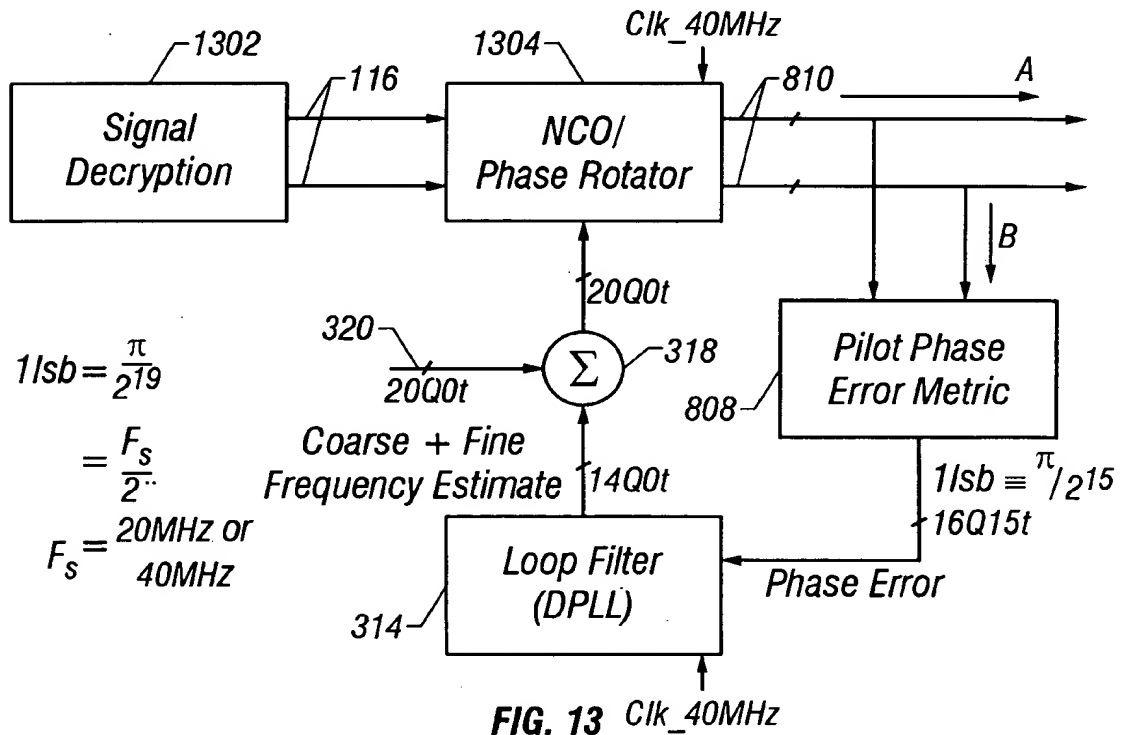 Clk_40MHz
1302
1304
116
810
A
Signal
Decryption
NCO/
Phase Rotator
B
20Q0t
320
318
20Q0t
Σ
Pilot Phase
Error Metric
808
1lsb = π/2^19
= F_s/2
F_s = 20MHz or
40MHz
Coarse + Fine
Frequency Estimate
14Q0t
1lsb ≡ π/2^15
16Q15t
Loop Filter
(DPLL)
Phase Error
314
FIG. 13
Clk_40MHz